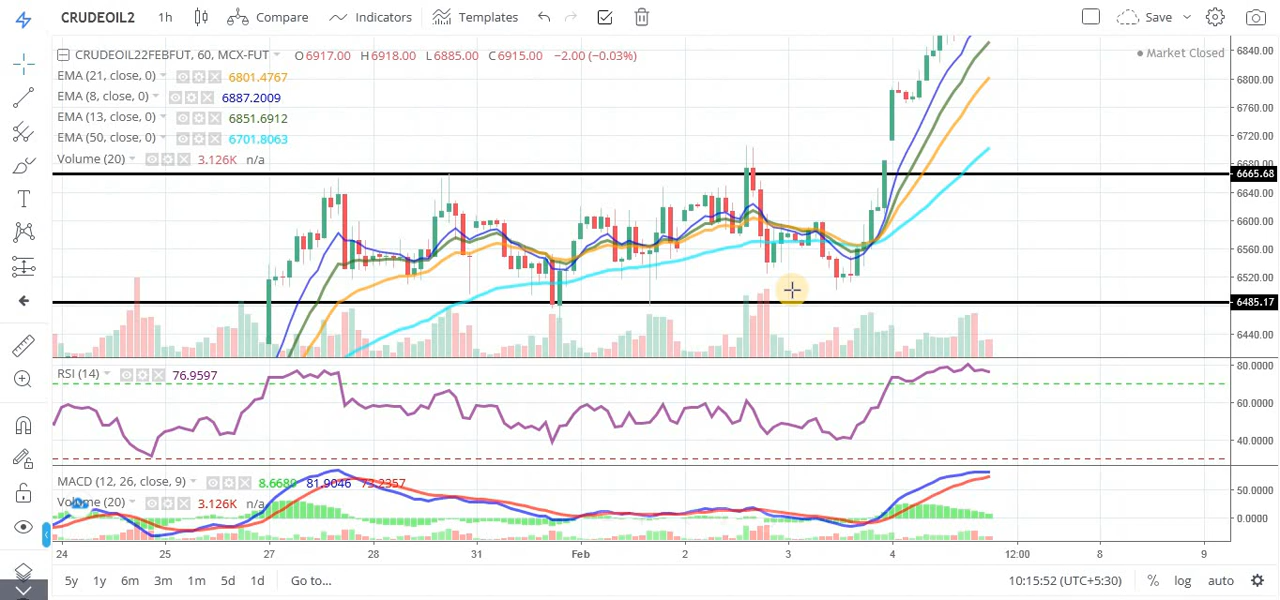 CRUDEOIL2 1h Compare Indicators Templates Save
CRUDEOIL22FEBFUT, 60, MCX-FUT O6917.00 H6918.00 L6885.00 C6915.00 −2.00 (−0.03%)
Market Closed
EMA (21, close, 0) 6801.4767
EMA (8, close, 0) 6887.2009
EMA (13, close, 0) 6851.6912
EMA (50, close, 0) 6701.8063
Volume (20) 3.126K n/a
6840.00
6800.00
6760.00
6720.00
6680.00
6665.68
6640.00
6600.00
6560.00
6520.00
6485.17
6440.00
RSI (14) 76.9597
80.0000
60.0000
40.0000
MACD (12, 26, close, 9) 8.6680 81.9046 73.2357
Volume (20) 3.126K n/a
50.0000
0.0000
24 25 27 28 31 Feb 2 3 4 12:00 8 9
5y 1y 6m 3m 1m 5d 1d Go to... 10:15:52 (UTC+5:30) % log auto